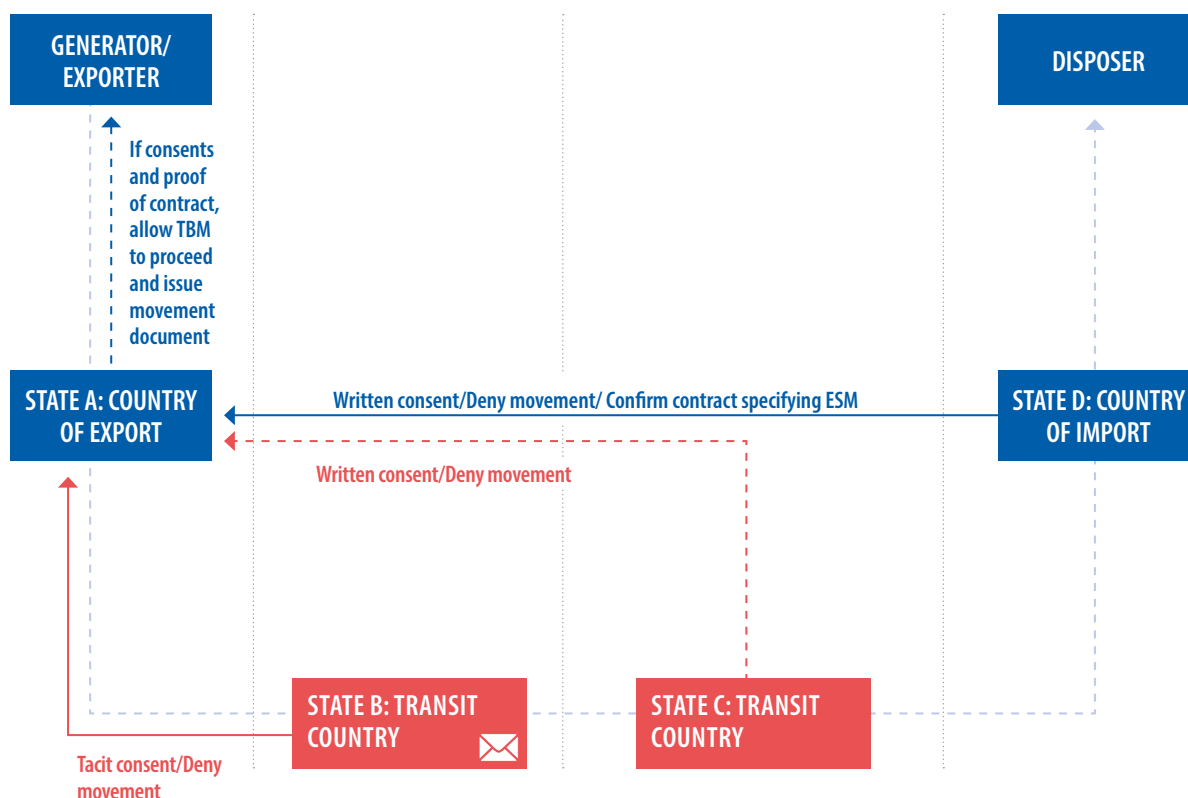 GENERATOR/
EXPORTER
DISPOSER
If consents
and proof
of contract,
allow TBM
to proceed
and issue
movement
document
STATE A: COUNTRY
OF EXPORT
Written consent/Deny movement/ Confirm contract specifying ESM
STATE D: COUNTRY
OF IMPORT
Written consent/Deny movement
STATE B: TRANSIT
COUNTRY
STATE C: TRANSIT
COUNTRY
Tacit consent/Deny
movement